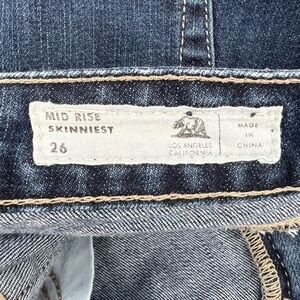 MID RISE
SKINNIEST
26
LOS ANGELES
CALIFORNIA
MADE
IN
CHINA